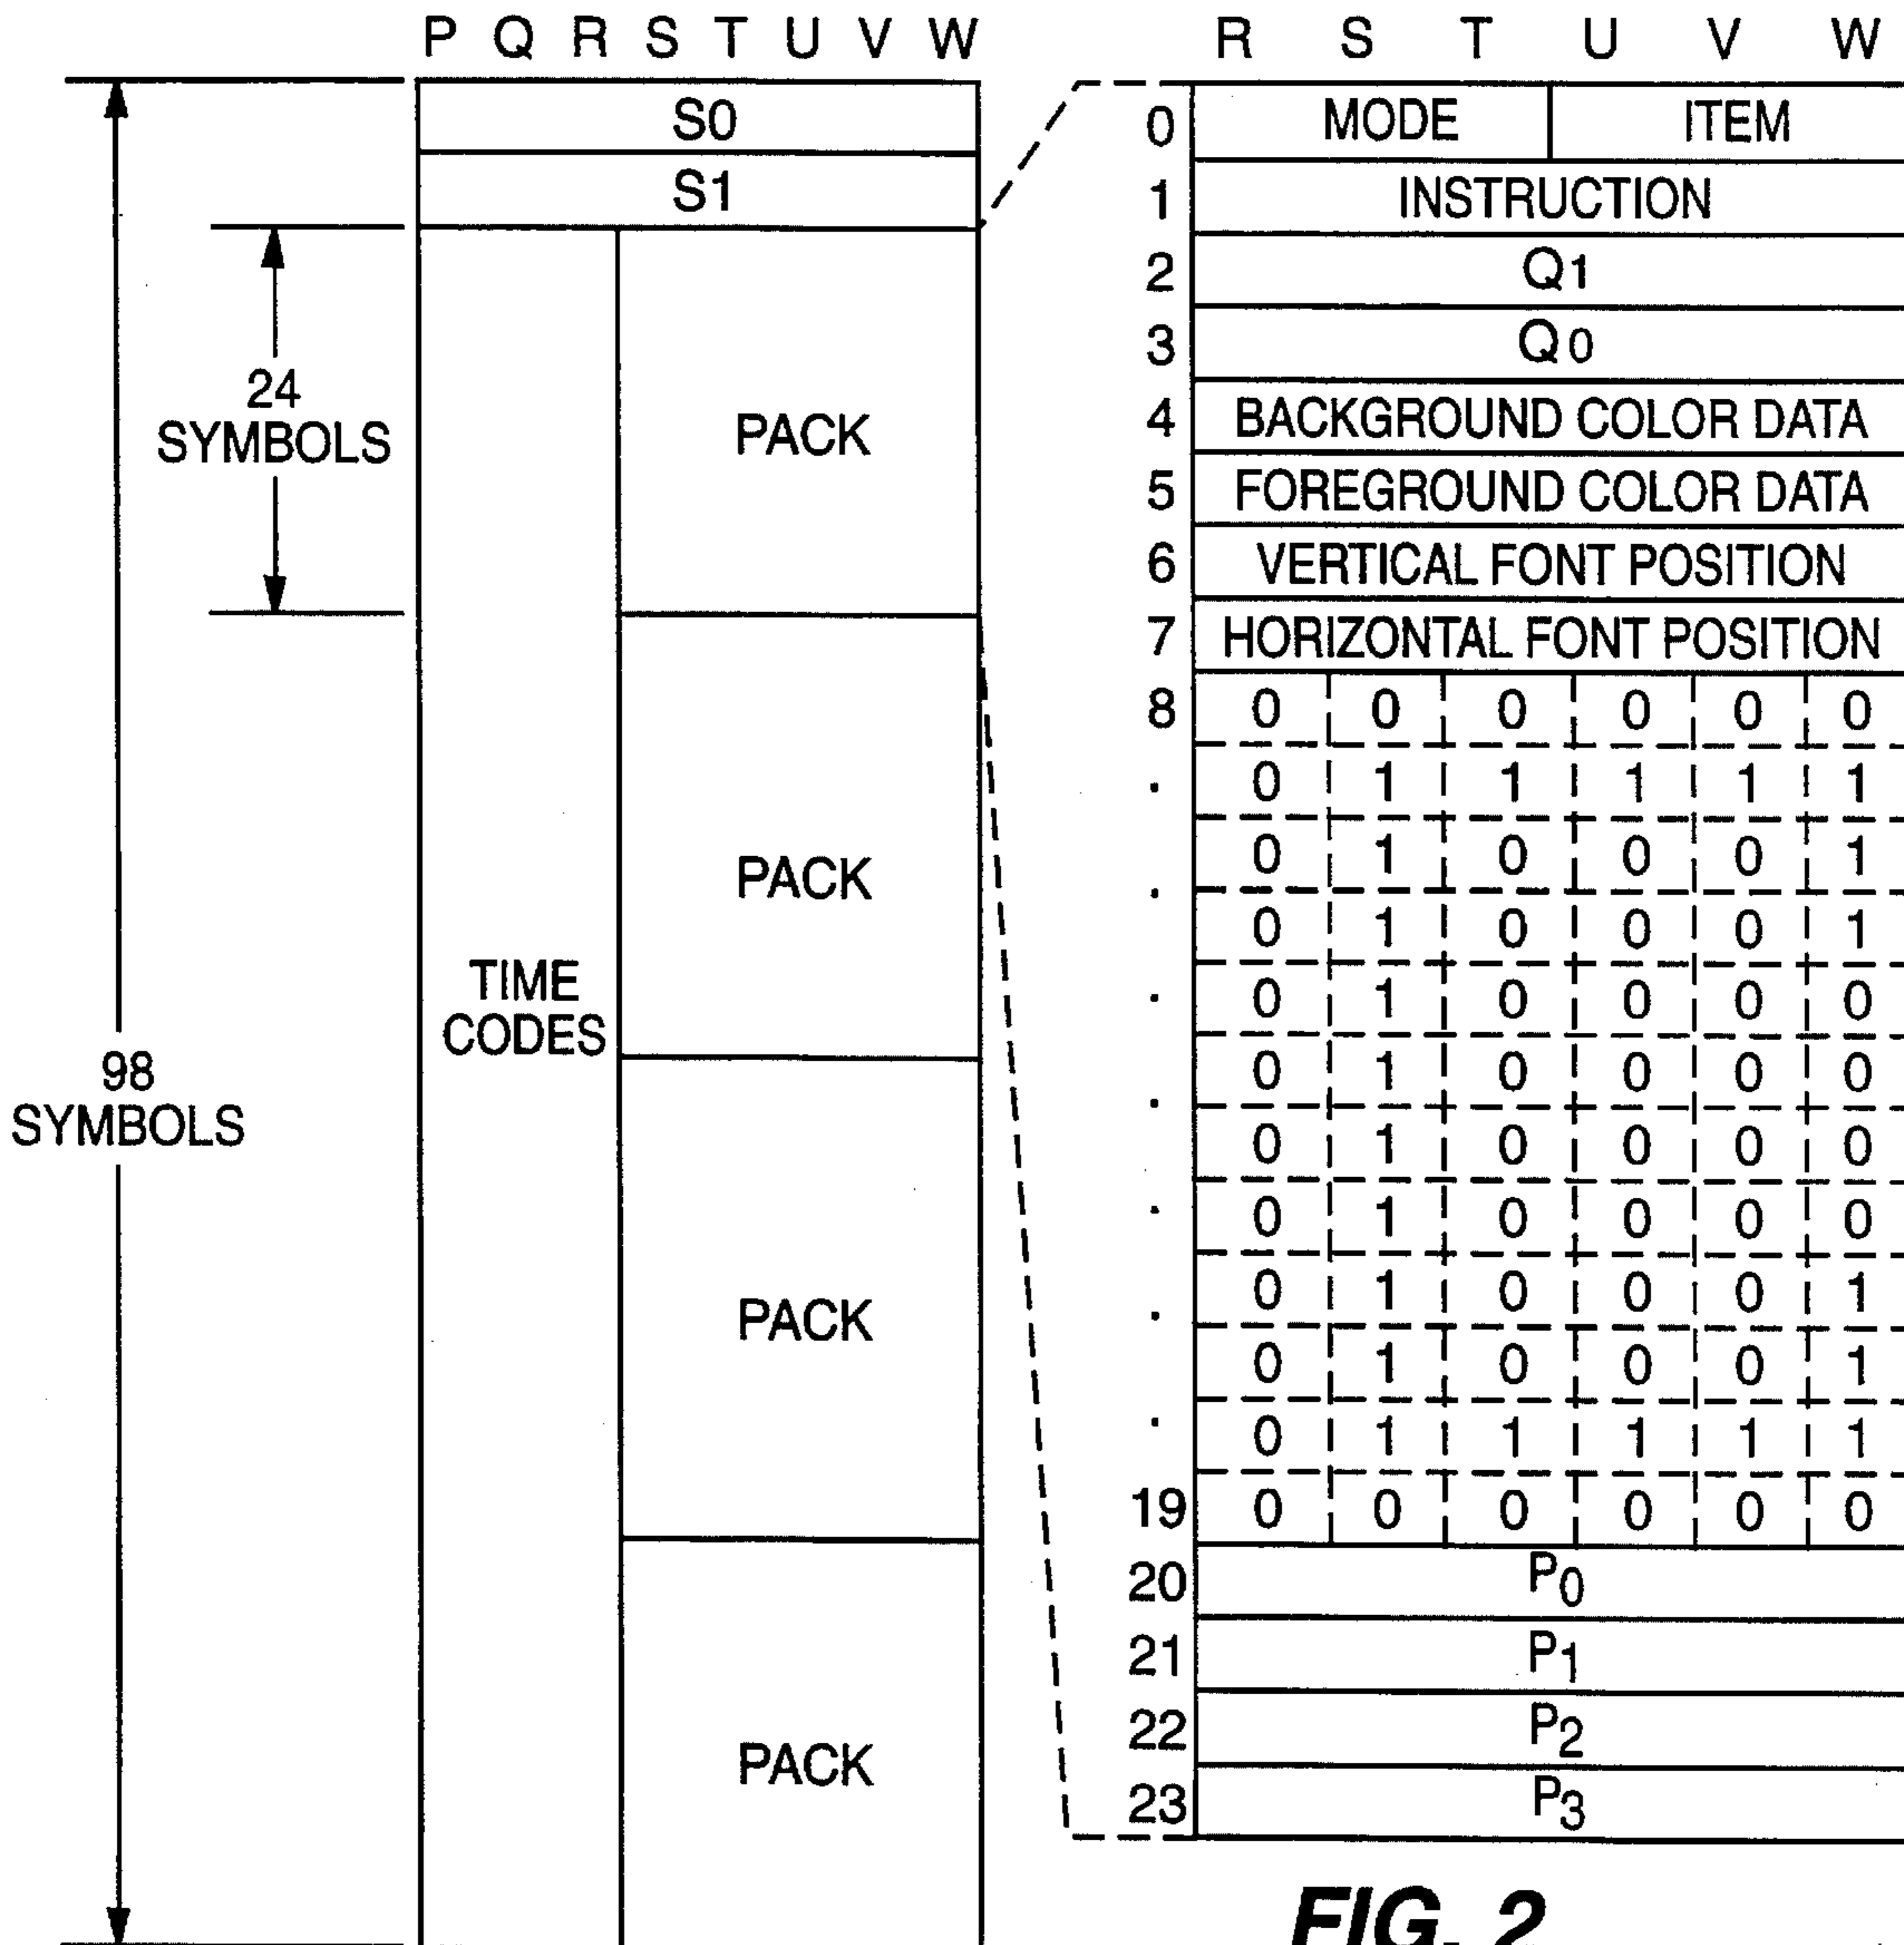 P Q R S T U V W
S0
S1
24
SYMBOLS
PACK
PACK
TIME
CODES
98
SYMBOLS
PACK
PACK
R S T U V W
0 MODE ITEM
1 INSTRUCTION
2 Q1
3 Q0
4 BACKGROUND COLOR DATA
5 FOREGROUND COLOR DATA
6 VERTICAL FONT POSITION
7 HORIZONTAL FONT POSITION
8 0 0 0 0 0 0
. 0 1 1 1 1 1
0 1 0 0 0 1
. 0 1 0 0 0 1
. 0 1 0 0 0 0
0 1 0 0 0 0
. 0 1 0 0 0 0
. 0 1 0 0 0 0
. 0 1 0 0 0 1
0 1 0 0 0 1
. 0 1 1 1 1 1
19 0 0 0 0 0 0
20 P0
21 P1
22 P2
23 P3
FIG. 2